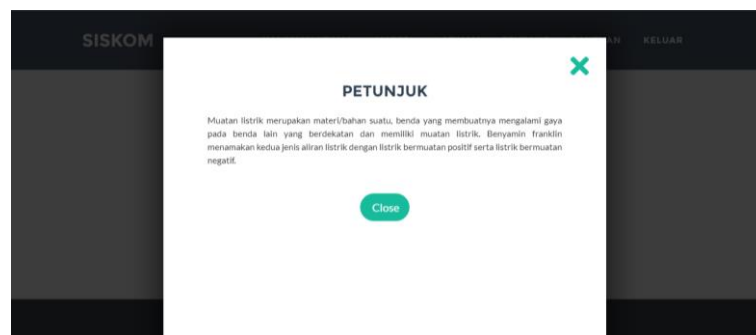 SISKOM
AN KELUAR
PETUNJUK
Muatan listrik merupakan materi/bahan suatu, benda yang membuatnya mengalami gaya
pada benda lain yang berdekatan dan memiliki muatan listrik. Benyamin franklin
menamakan kedua jenis aliran listrik dengan listrik bermuatan positif serta listrik bermuatan
negatif.
Close